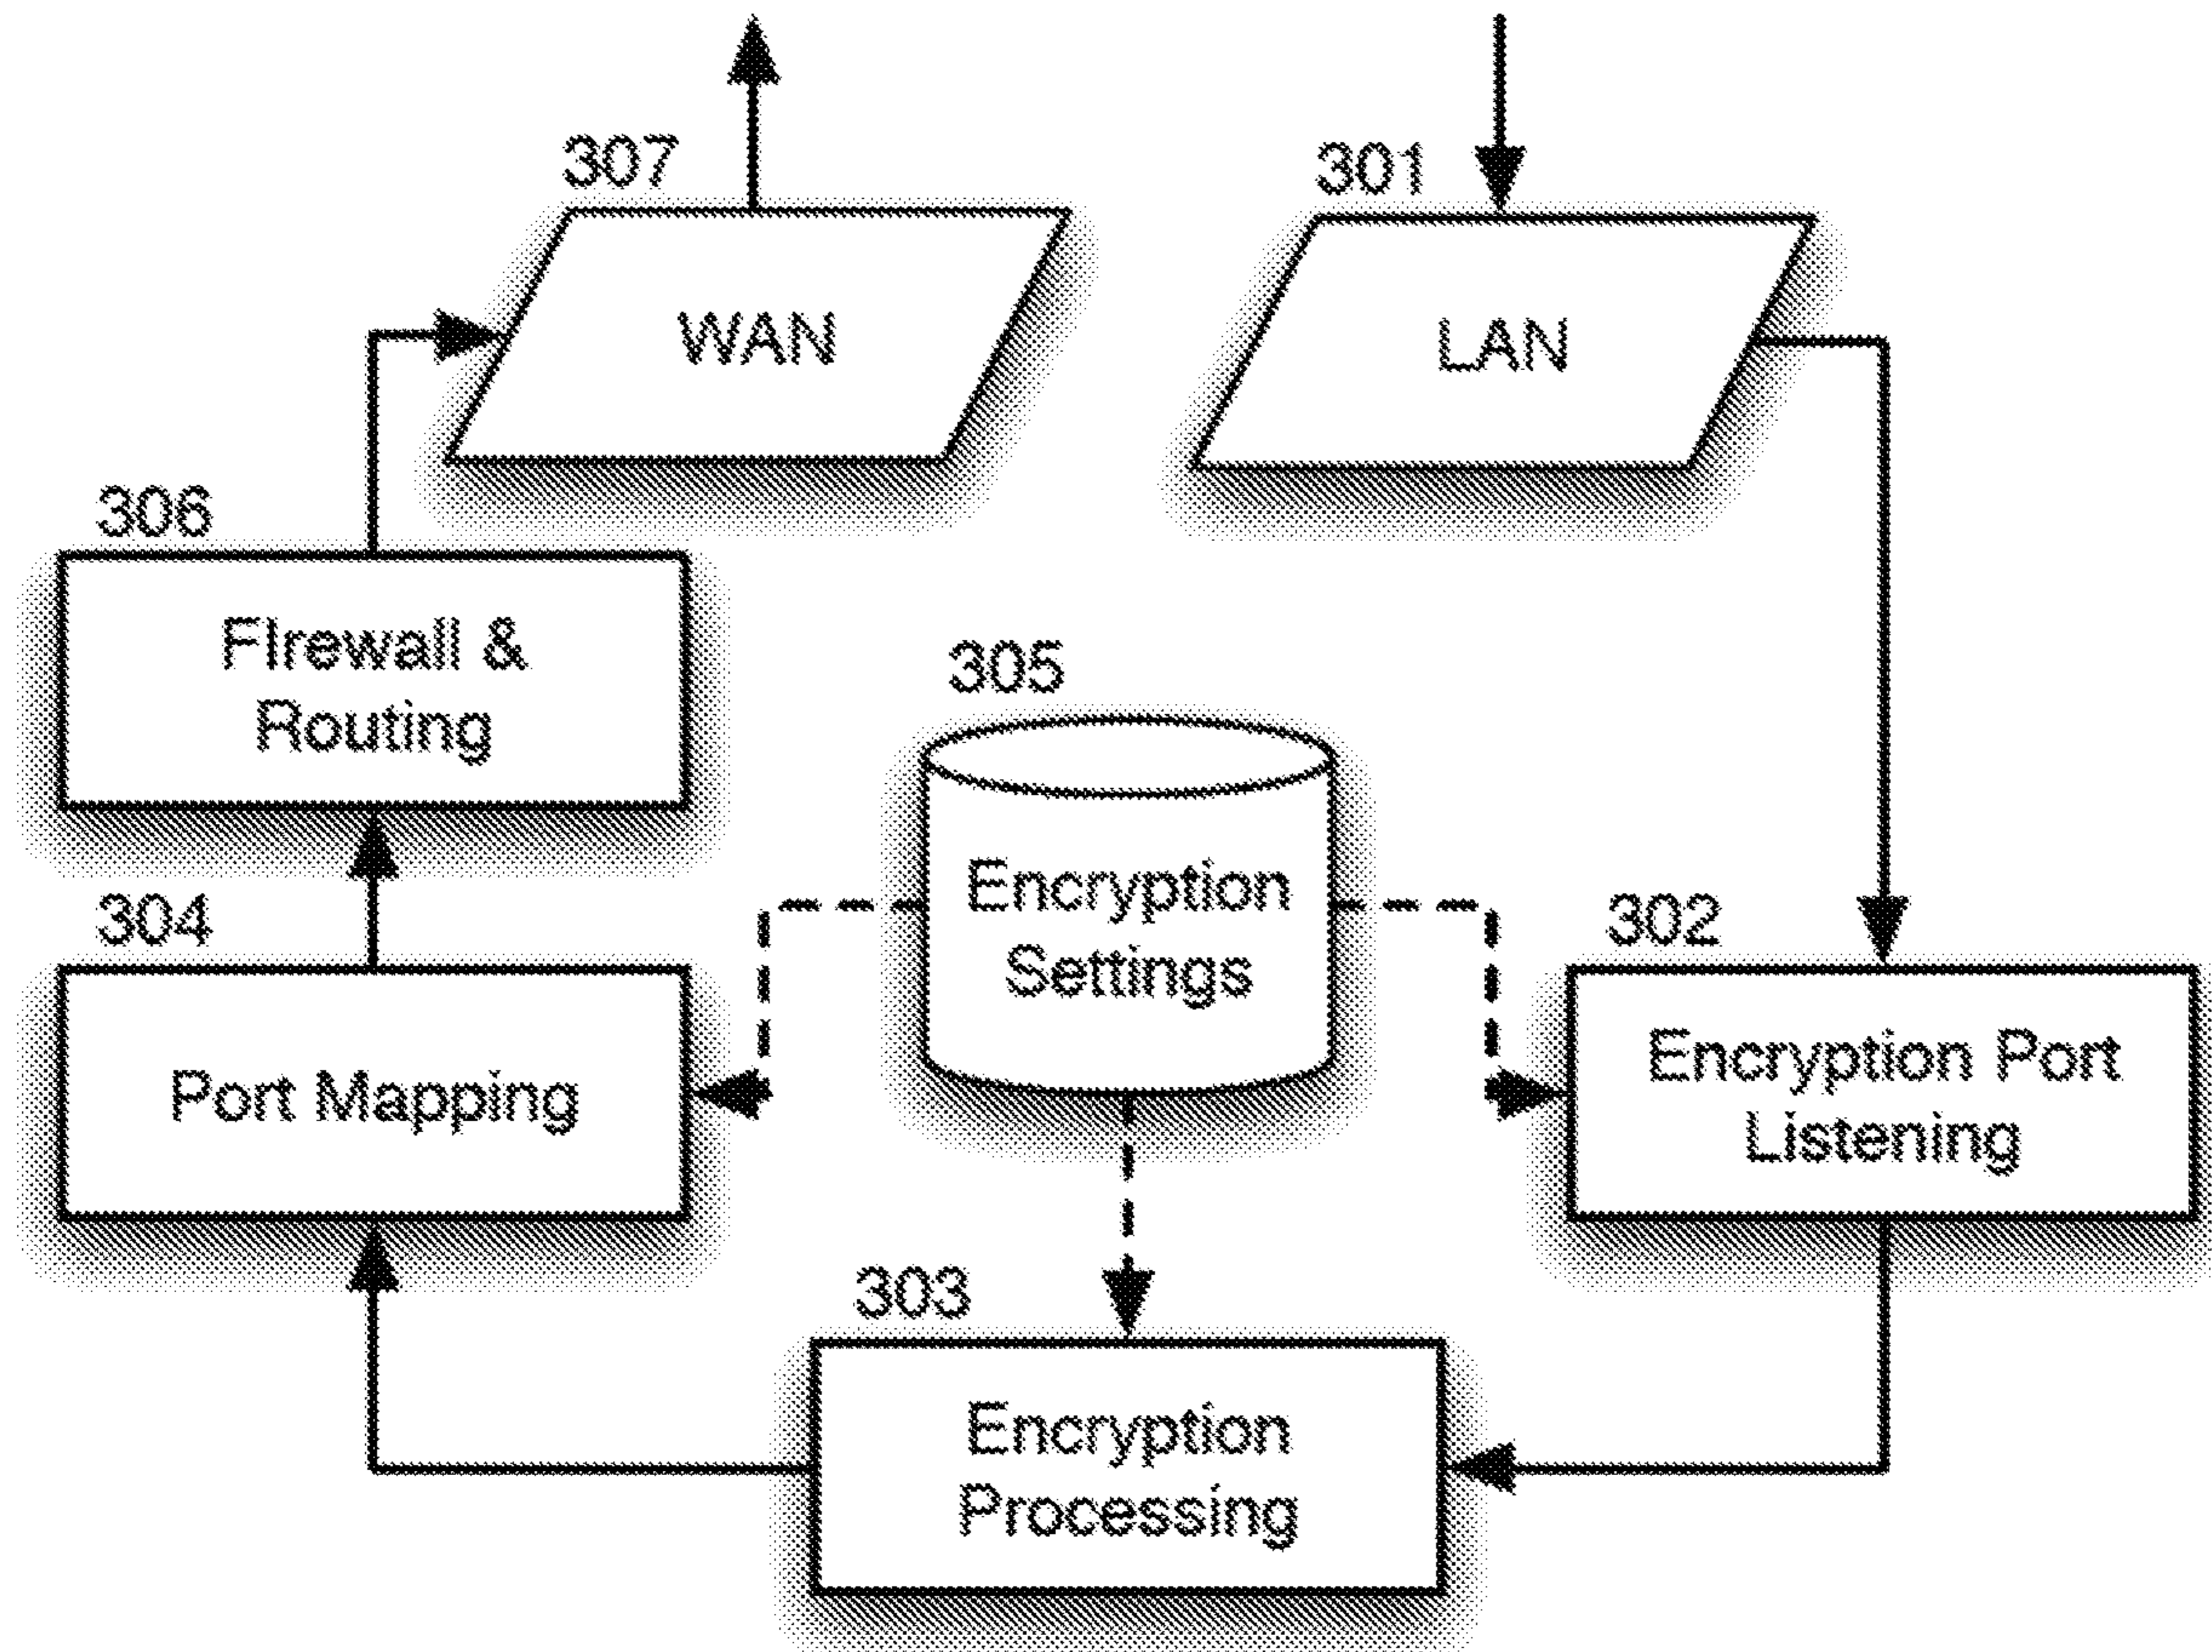 307
301
WAN
LAN
306
FIrewall &
Routing
305
Encryption
Settings
304
Port Mapping
302
Encryption Port
Listening
303
Encryption
Processing